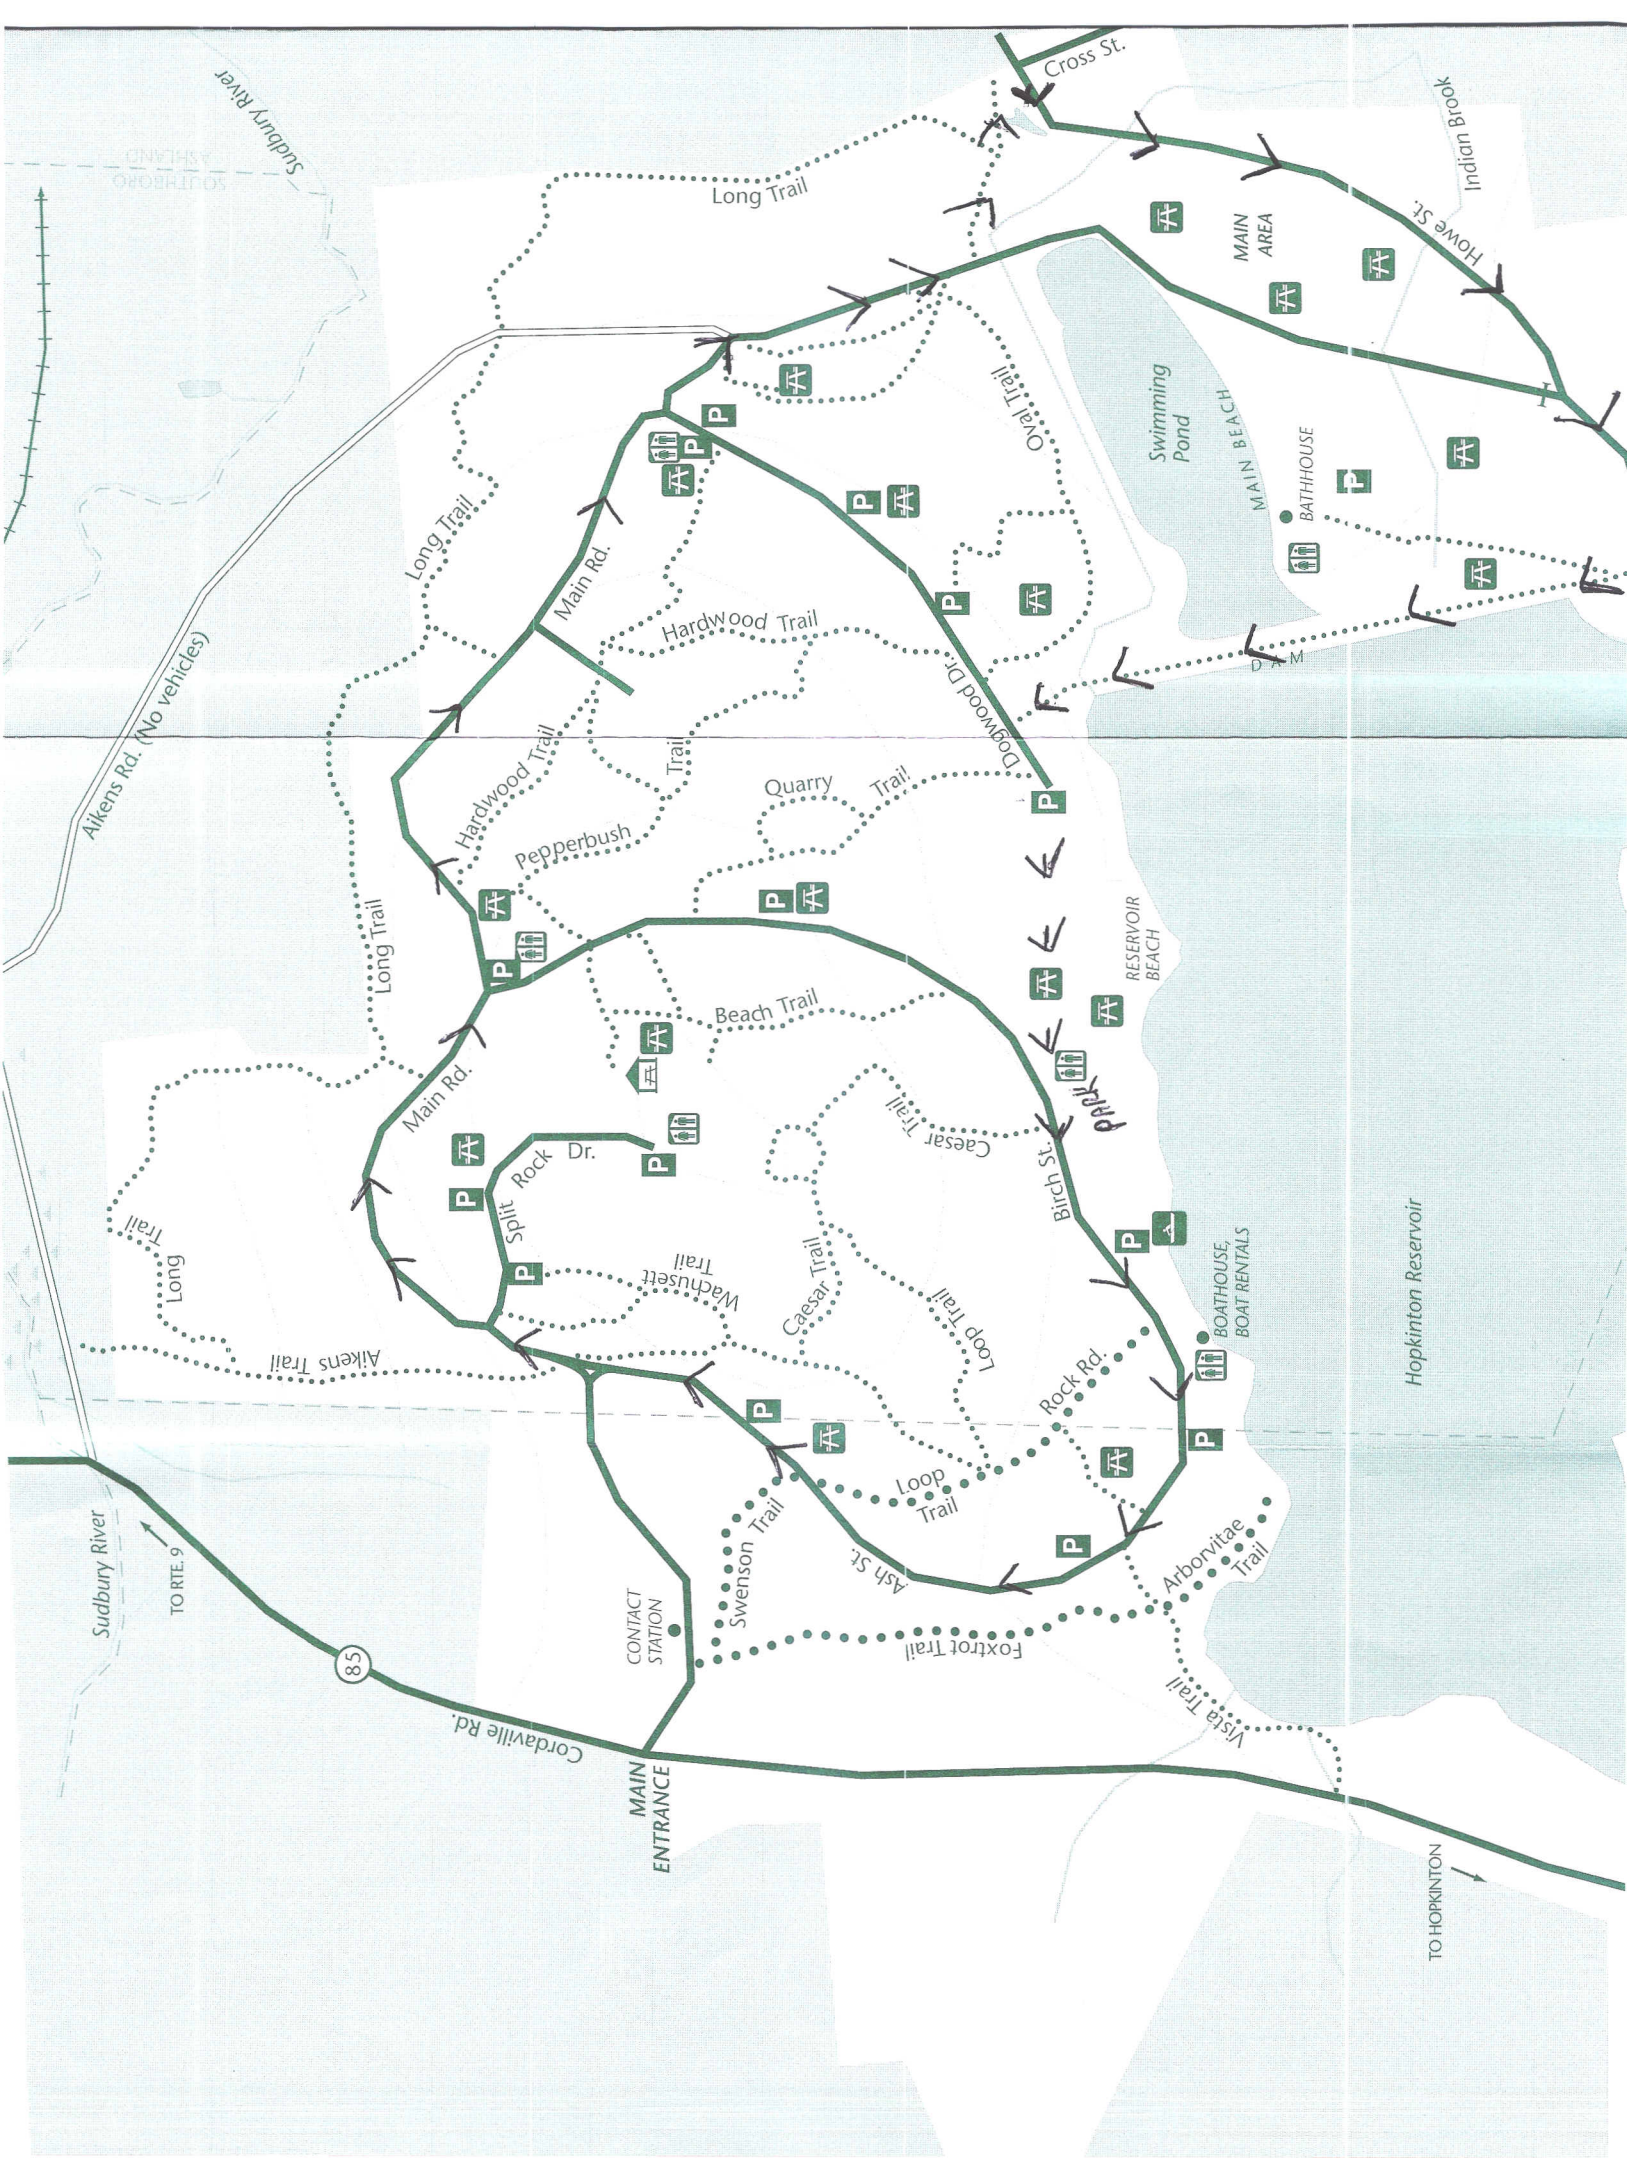 Cross St.
Sudbury River
ASHLAND
SOUTHBORO
Indian Brook
Long Trail
MAIN
AREA
Howe St.
Oval Trail
Swimming
Pond
MAIN BEACH
BATHHOUSE
P
P
P
P
P
Long Trail
Main Rd.
Hardwood Trail
DAM
Aikens Rd. (No vehicles)
Dogwood Dr.
Hardwood Trail
Trail
Pepperbush
Quarry
Trail
P
P
P
RESERVOIR
BEACH
Long Trail
Beach Trail
Main Rd.
PARK
Caesar
Trail
Birch St.
Split
Rock
Dr.
P
P
P
P
Long
Trail
Wachusett
Trail
Caesar Trail
Loop Trail
BOATHOUSE,
BOAT RENTALS
Hopkinton Reservoir
Aikens Trail
Rock Rd.
P
P
P
Loop
Trail
Swenson
Trail
Ash St.
Arborvitae
Trail
Sudbury River
TO RTE. 9
CONTACT
STATION
Foxtrot Trail
85
Cordaville Rd.
Vista Trail
MAIN
ENTRANCE
TO HOPKINTON